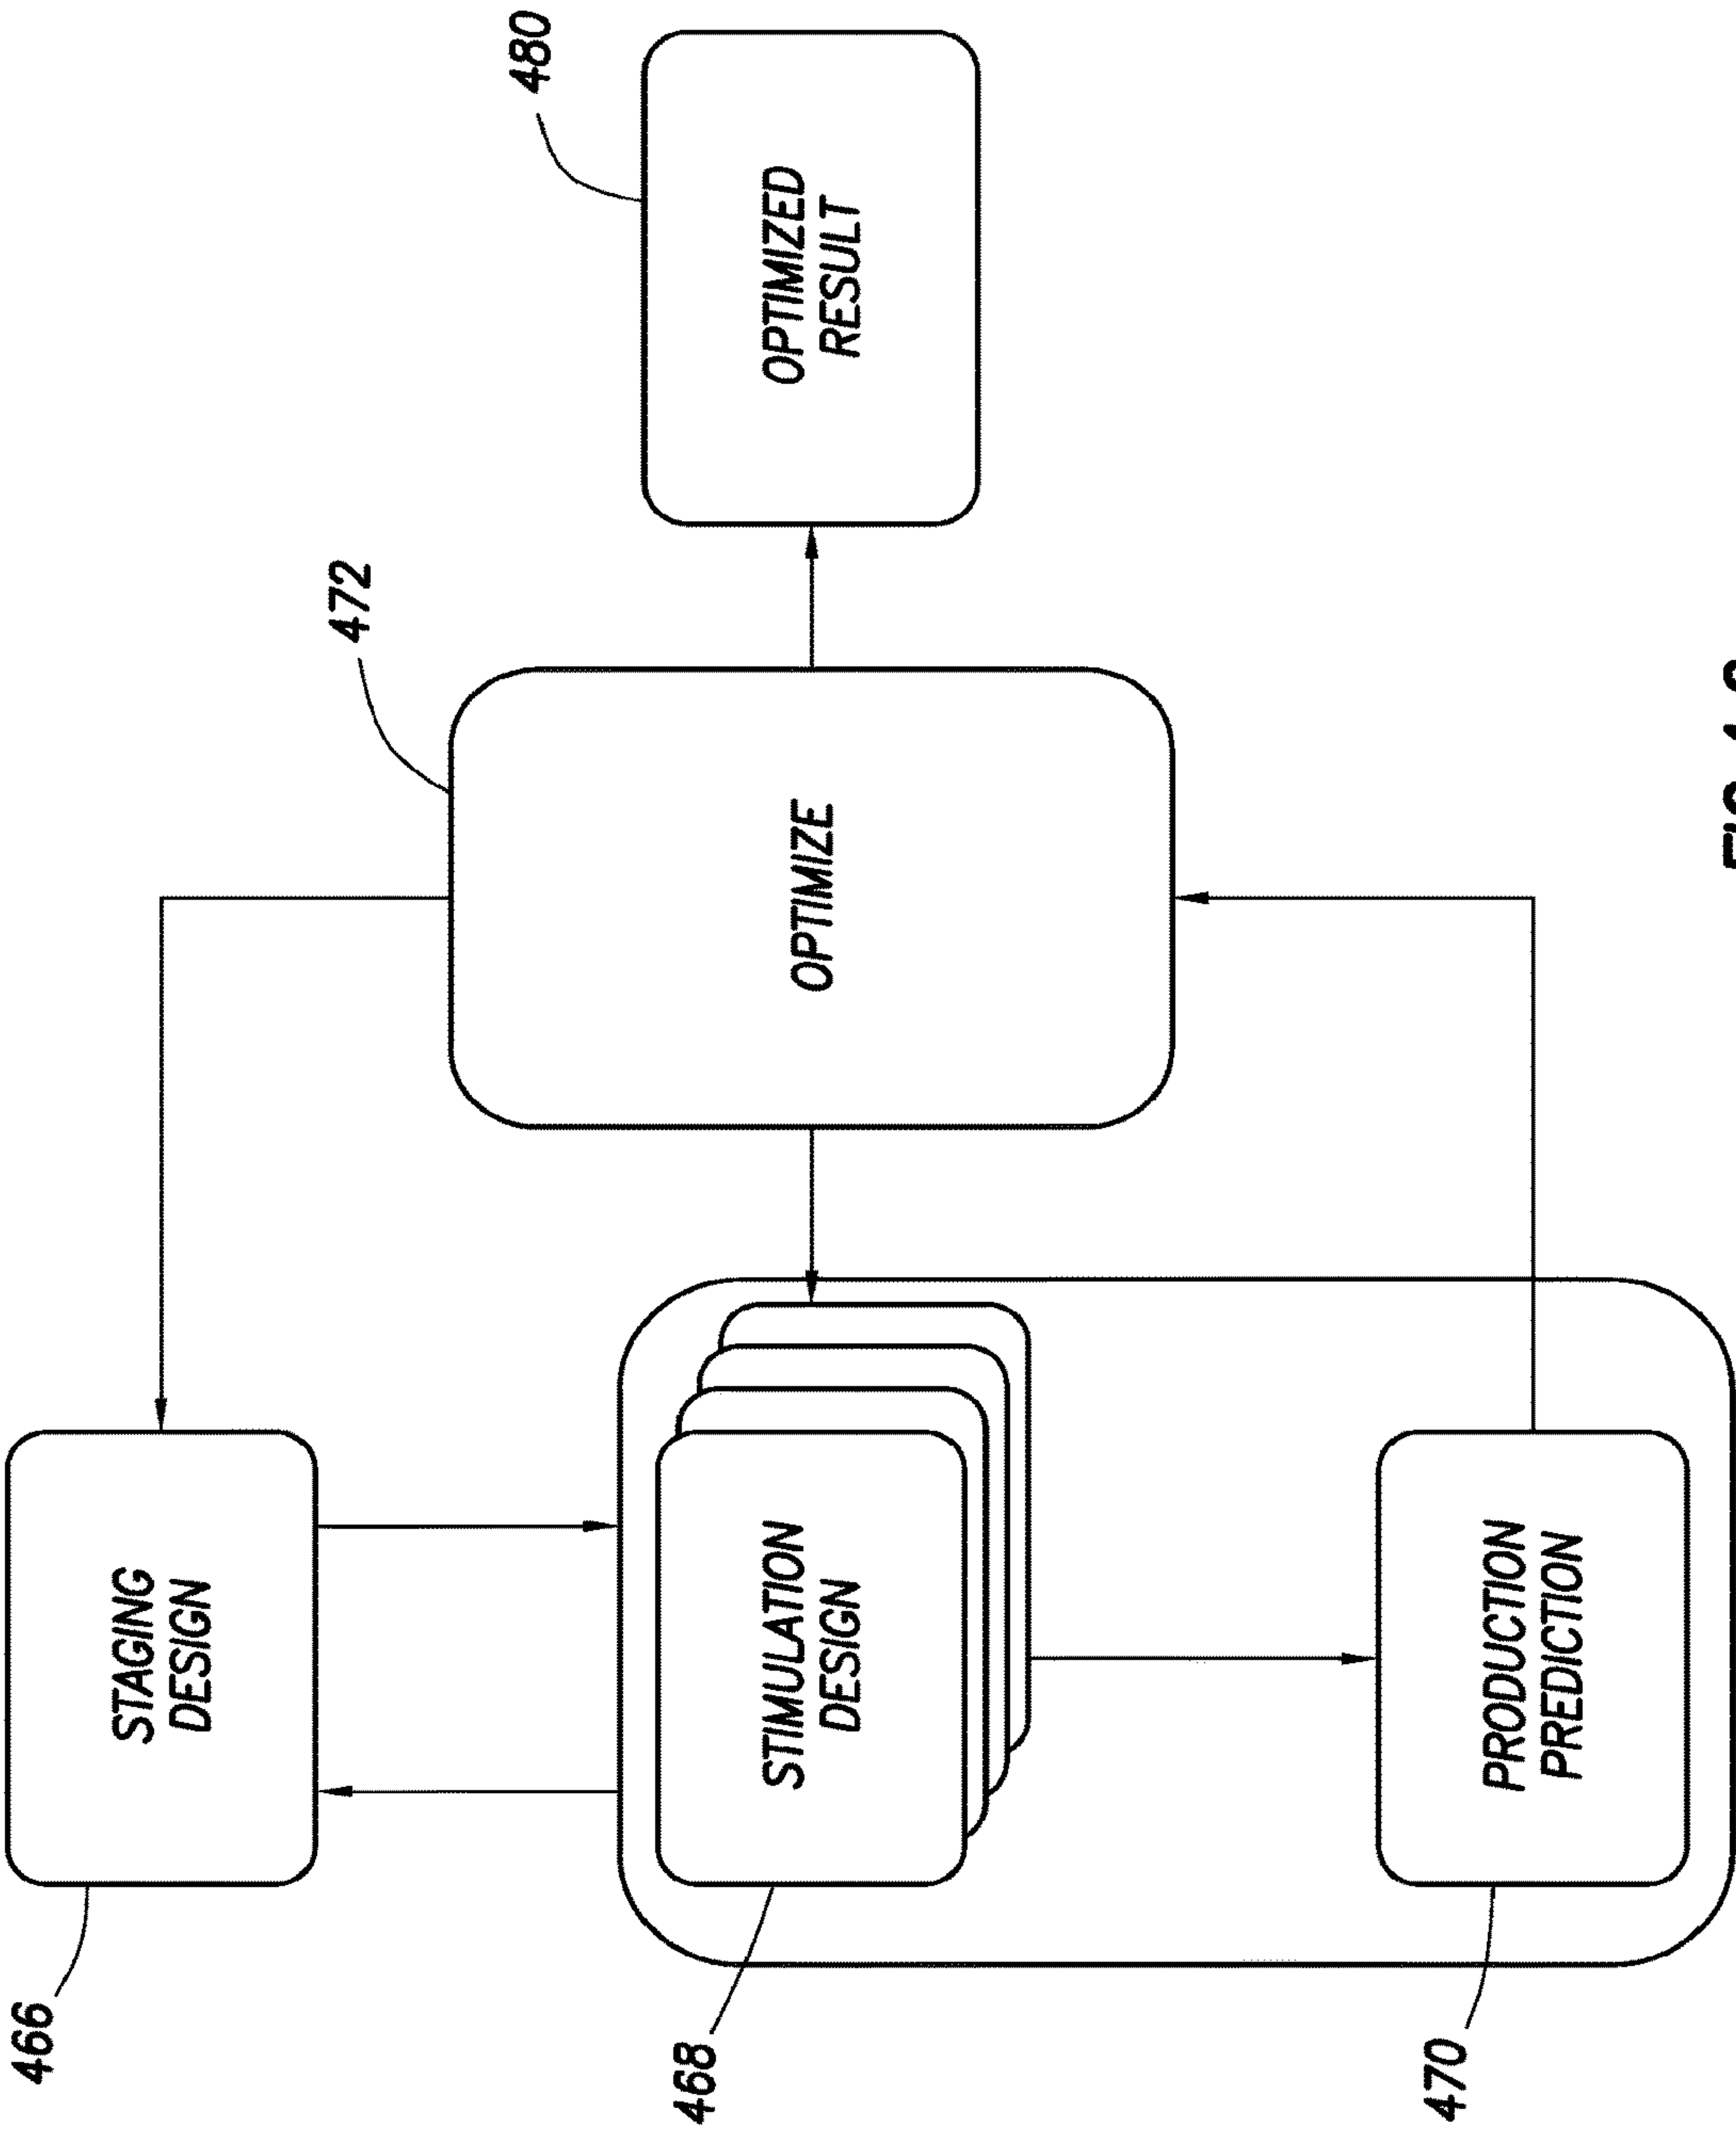 466
STAGING
DESIGN
472
480
468
STIMULATION
DESIGN
OPTIMIZE
OPTIMIZED
RESULT
470
PRODUCTION
PREDICTION